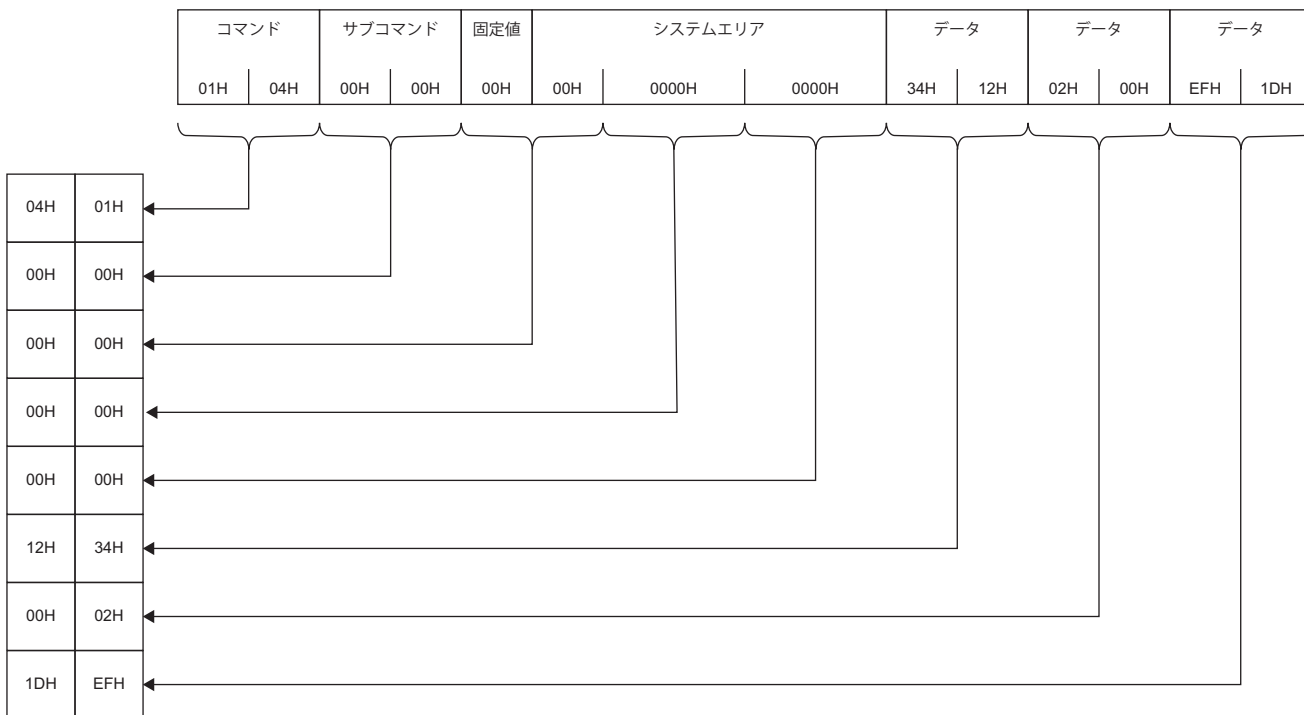 コマンド サブコマンド 固定値 システムエリア データ データ データ
01H 04H 00H 00H 00H 00H 0000H 0000H 34H 12H 02H 00H EFH 1DH
04H 01H
00H 00H
00H 00H
00H 00H
00H 00H
12H 34H
00H 02H
1DH EFH